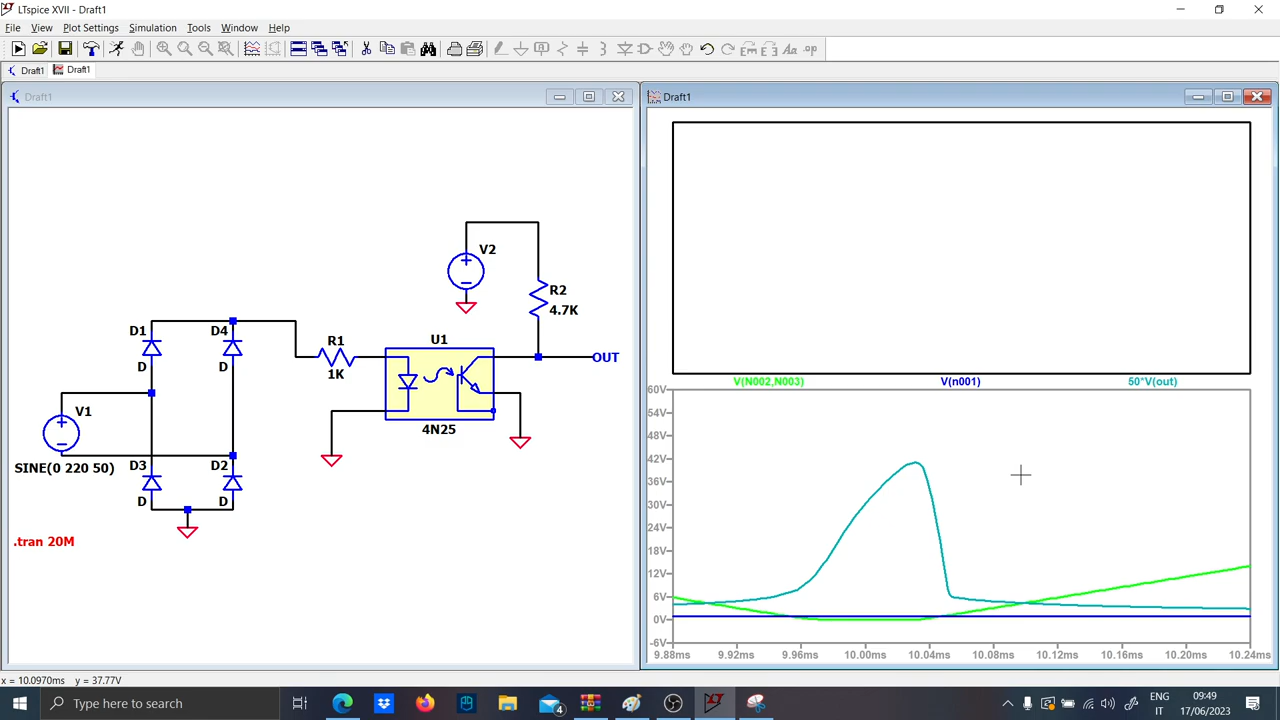 LTspice XVII - Draft1
File View Plot Settings Simulation Tools Window Help
Draft1 Draft1
Draft1
V2
R2
4.7K
D1 D4
D D
R1
1K
U1
OUT
V1
4N25
SINE(0 220 50)
D3 D2
D D
.tran 20M
Draft1
V(N002,N003) V(n001) 50*V(out)
60V
54V
48V
42V
36V
30V
24V
18V
12V
6V
0V
-6V
9.88ms 9.92ms 9.96ms 10.00ms 10.04ms 10.08ms 10.12ms 10.16ms 10.20ms 10.24ms
x = 10.0970ms y = 37.77V
Type here to search
4
ENG
IT
09:49
17/06/2023